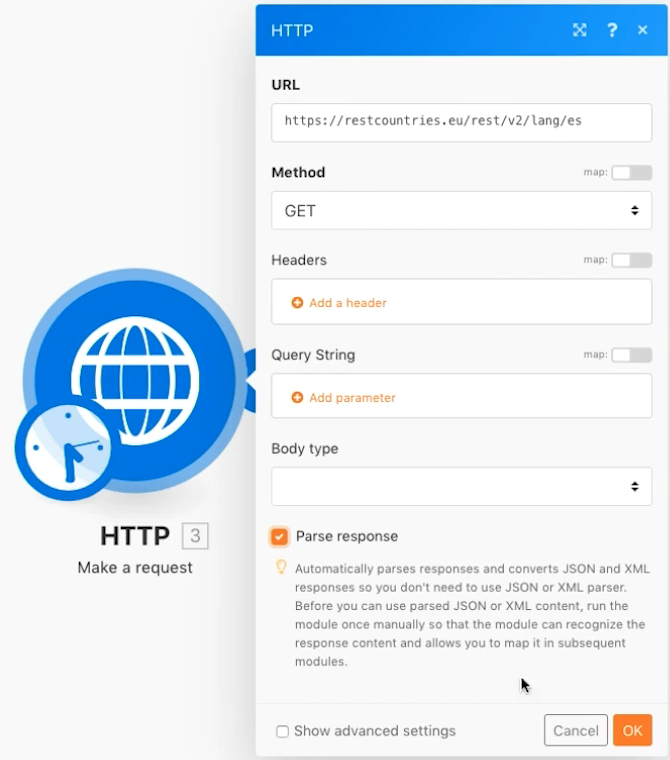 HTTP
?
URL
https://restcountries.eu/rest/v2/lang/es
Method
map:
GET
Headers
map:
Add a header
Query String
map:
Add parameter
Body type
Parse response
Automatically parses responses and converts JSON and XML
responses so you don't need to use JSON or XML parser.
Before you can use parsed JSON or XML content, run the
module once manually so that the module can recognize the
response content and allows you to map it in subsequent
modules.
Show advanced settings
Cancel
OK
HTTP 3
Make a request